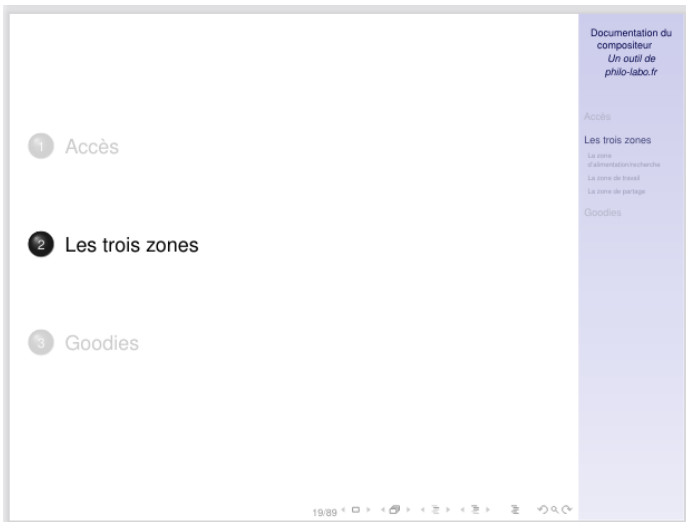 Documentation du
compositeur
Un outil de
philo-labo.fr
Accès
Les trois zones
La zone
d'alimentation/recherche
La zone de travail
La zone de partage
Goodies
1 Accès
2 Les trois zones
3 Goodies
19/89